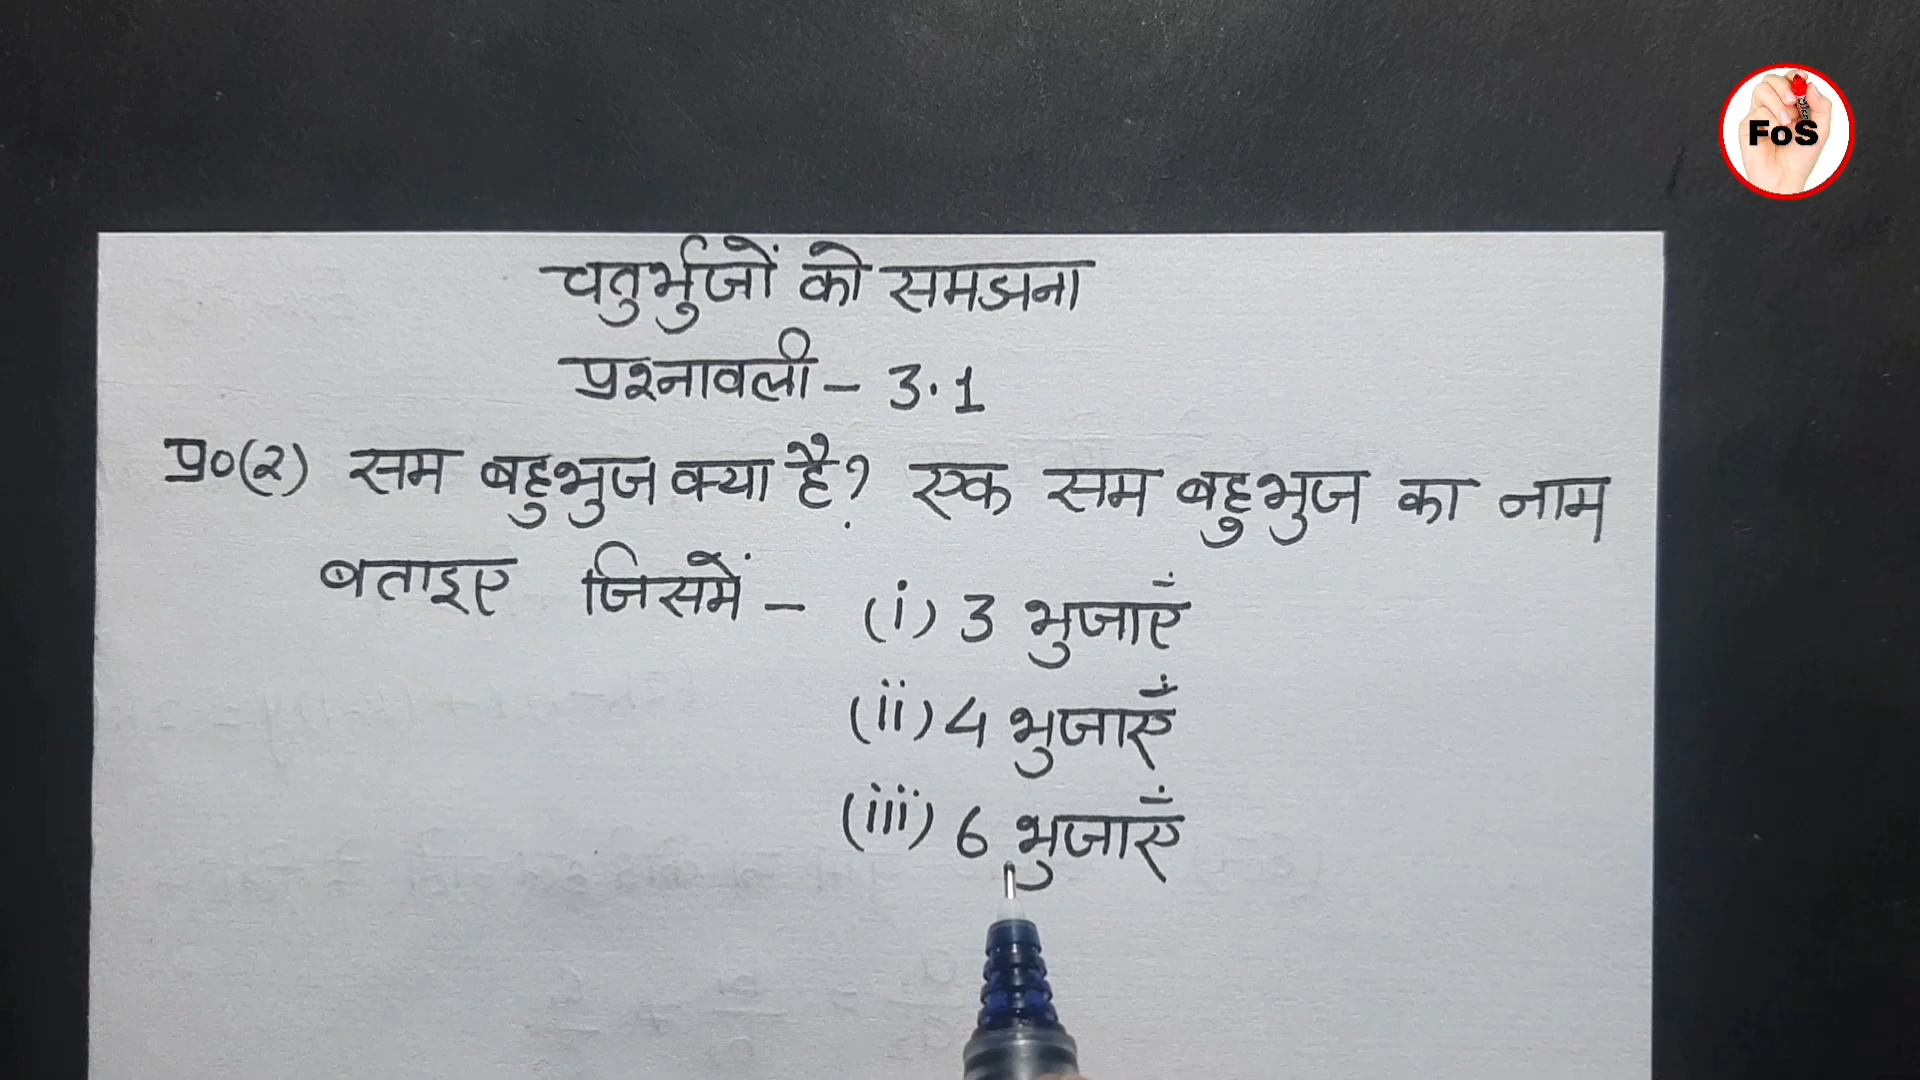 FoS
चतुर्भुजों को समझना
प्रश्नावली - 3.1
प्र०(२) सम बहुभुज क्या है? एक सम बहुभुज का नाम
बताइए जिसमें - (i) 3 भुजाएँ
(ii) 4 भुजाएँ
(iii) 6 भुजाएँ